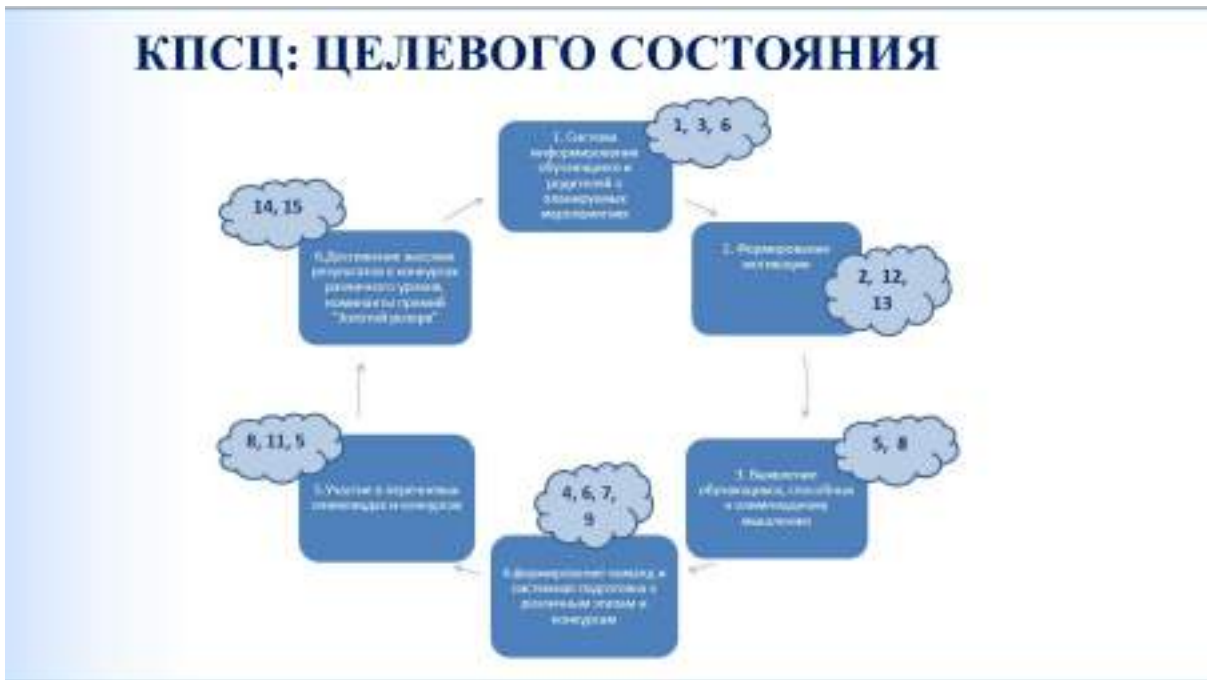 КПСЦ: ЦЕЛЕВОГО СОСТОЯНИЯ
1, 3, 6
1. Система
информирования
обучающихся и
родителей о
планируемых
мероприятиях
2. Формирование
мотивации
2, 12,
13
5, 8
3. Выявление
обучающихся, способных
к олимпиадному
мышлению
4, 6, 7,
9
4.Формирование команд и
системная подготовка к
различным этапам и
конкурсам
8, 11, 5
5.Участие в перечневых
олимпиадах и конкурсах
14, 15
6.Достижение высоких
результатов в конкурсах
различного уровня,
номинанты премий
"Золотой резерв"